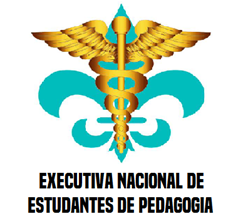 EXECUTIVA NACIONAL DE
ESTUDANTES DE PEDAGOGIA